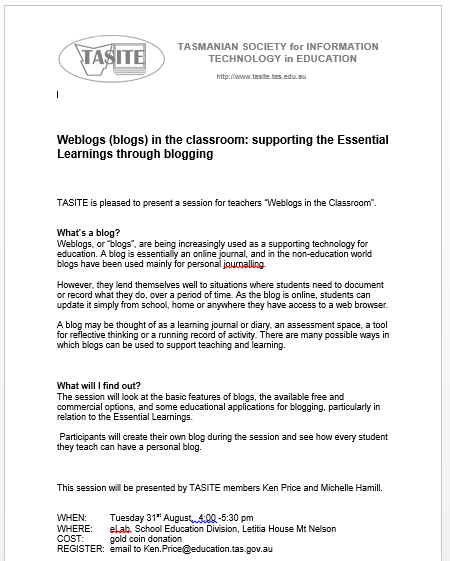 TASITE
TASMANIAN SOCIETY for INFORMATION
TECHNOLOGY in EDUCATION
http://www.tasite.tas.edu.au
Weblogs (blogs) in the classroom: supporting the Essential
Learnings through blogging
TASITE is pleased to present a session for teachers “Weblogs in the Classroom”.
What’s a blog?
Weblogs, or “blogs”, are being increasingly used as a supporting technology for
education. A blog is essentially an online journal, and in the non-education world
blogs have been used mainly for personal journalling.
However, they lend themselves well to situations where students need to document
or record what they do, over a period of time. As the blog is online, students can
update it simply from school, home or anywhere they have access to a web browser.
A blog may be thought of as a learning journal or diary, an assessment space, a tool
for reflective thinking or a running record of activity. There are many possible ways in
which blogs can be used to support teaching and learning.
What will I find out?
The session will look at the basic features of blogs, the available free and
commercial options, and some educational applications for blogging, particularly in
relation to the Essential Learnings.
Participants will create their own blog during the session and see how every student
they teach can have a personal blog.
This session will be presented by TASITE members Ken Price and Michelle Hamill.
WHEN: Tuesday 31st August, 4:00 -5:30 pm
WHERE: eLab, School Education Division, Letitia House Mt Nelson
COST: gold coin donation
REGISTER: email to Ken.Price@education.tas.gov.au